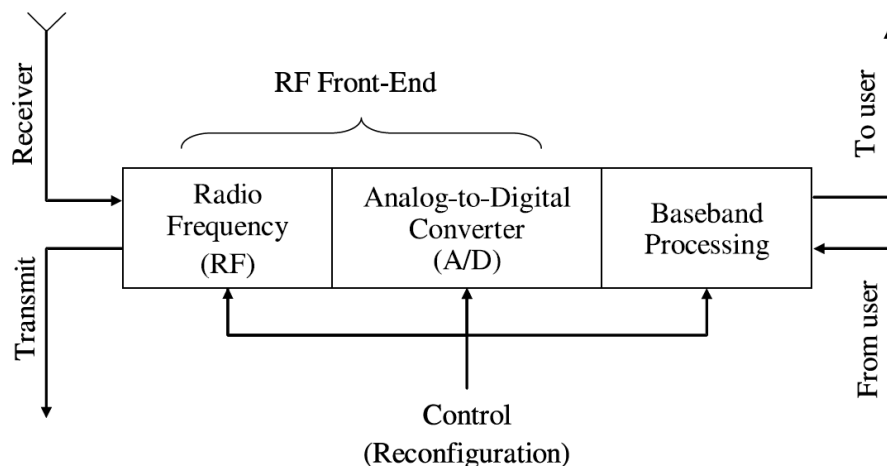 RF Front-End
Receiver
To user
Radio
Frequency
(RF)
Analog-to-Digital
Converter
(A/D)
Baseband
Processing
Transmit
From user
Control
(Reconfiguration)